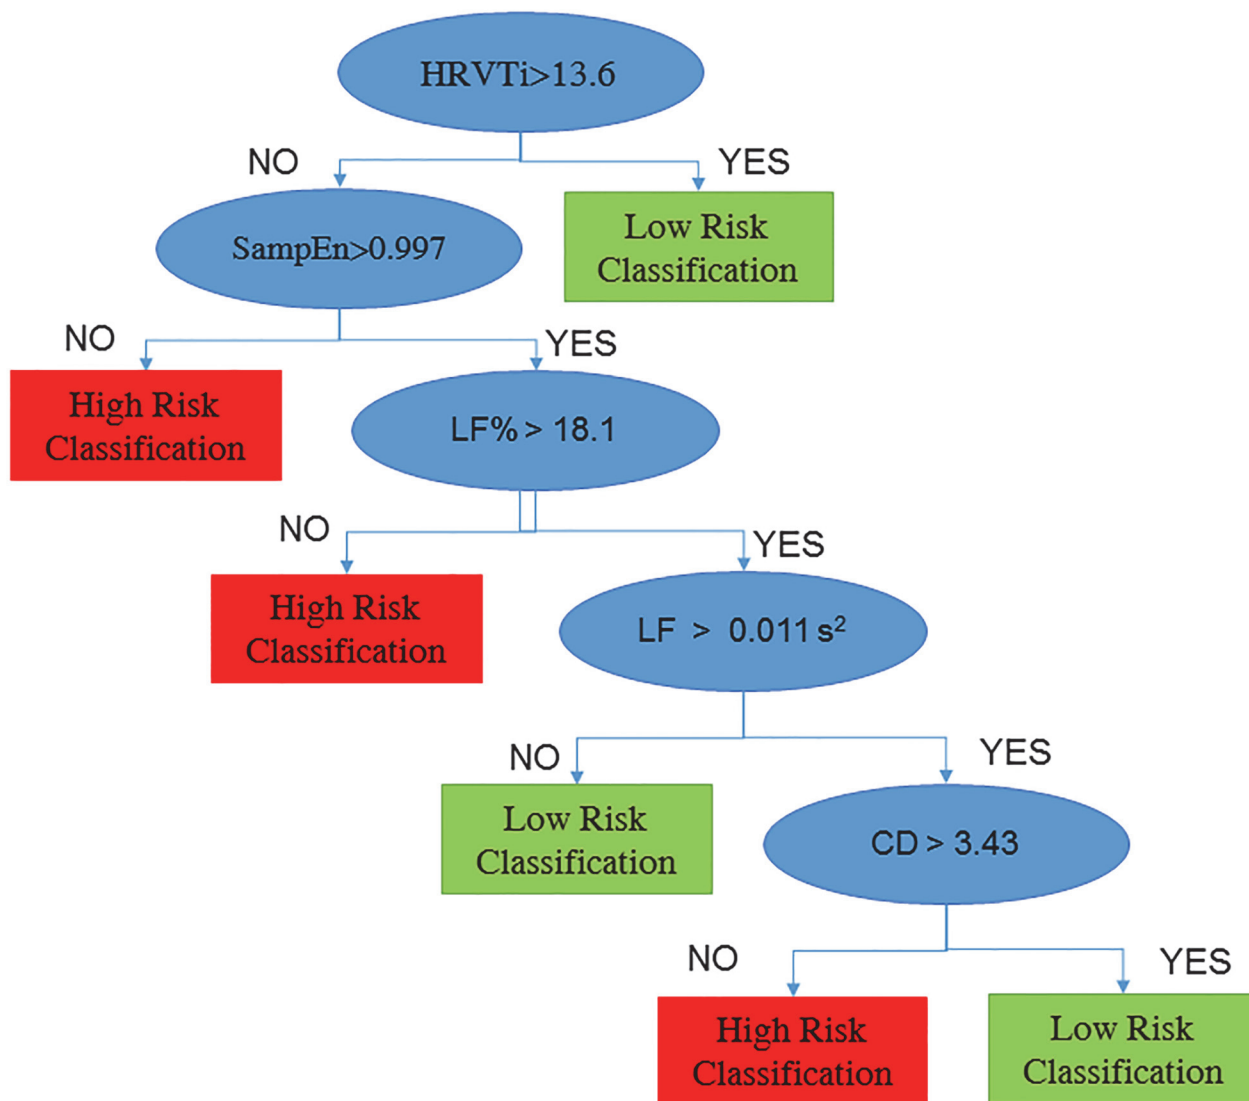 HRVTi>13.6
NO
YES
SampEn>0.997
Low Risk
Classification
NO
YES
High Risk
Classification
LF% > 18.1
NO
YES
High Risk
Classification
LF > 0.011 s²
NO
YES
Low Risk
Classification
CD > 3.43
NO
YES
High Risk
Classification
Low Risk
Classification